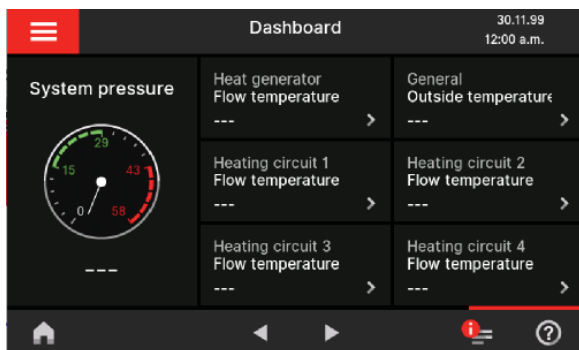 Dashboard
30.11.99
12:00 a.m.
System pressure
0
15
29
43
58
---
Heat generator
Flow temperature
---
General
Outside temperature
---
Heating circuit 1
Flow temperature
---
Heating circuit 2
Flow temperature
---
Heating circuit 3
Flow temperature
---
Heating circuit 4
Flow temperature
---
i
?